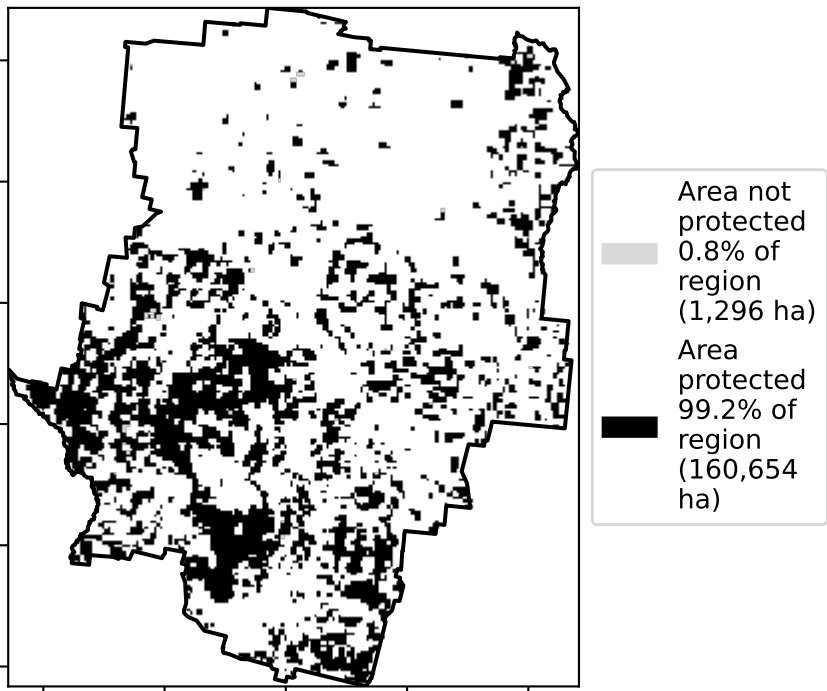 Area not
protected
0.8% of
region
(1,296 ha)
Area
protected
99.2% of
region
(160,654
ha)